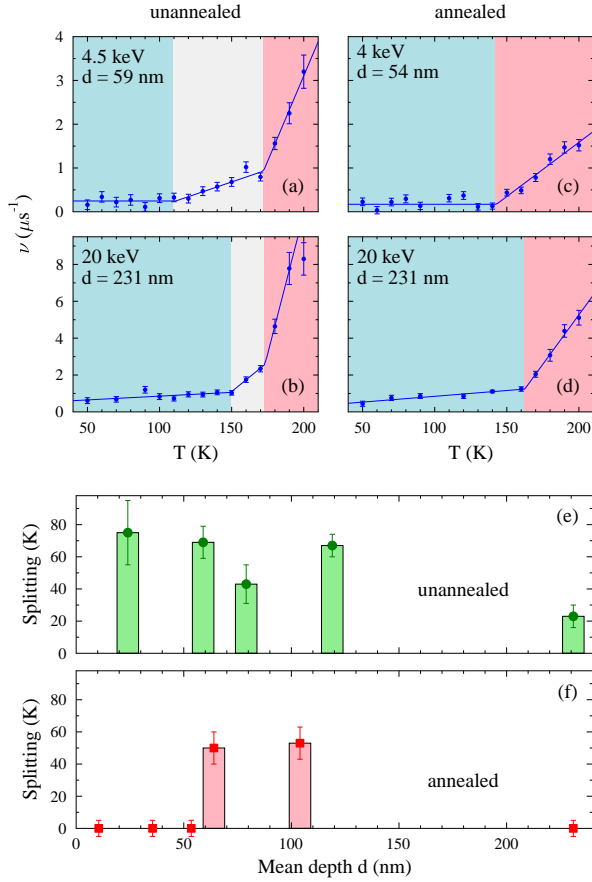 unannealed annealed
4
3
2
1
0
4.5 keV
d = 59 nm
(a)
4 keV
d = 54 nm
(c)
ν (μs⁻¹)
8
6
4
2
0
20 keV
d = 231 nm
(b)
20 keV
d = 231 nm
(d)
50 100 150 200 50 100 150 200
T (K) T (K)
80
60
40
20
0
Splitting (K)
(e)
unannealed
80
60
40
20
0
Splitting (K)
(f)
annealed
0 50 100 150 200
Mean depth d (nm)